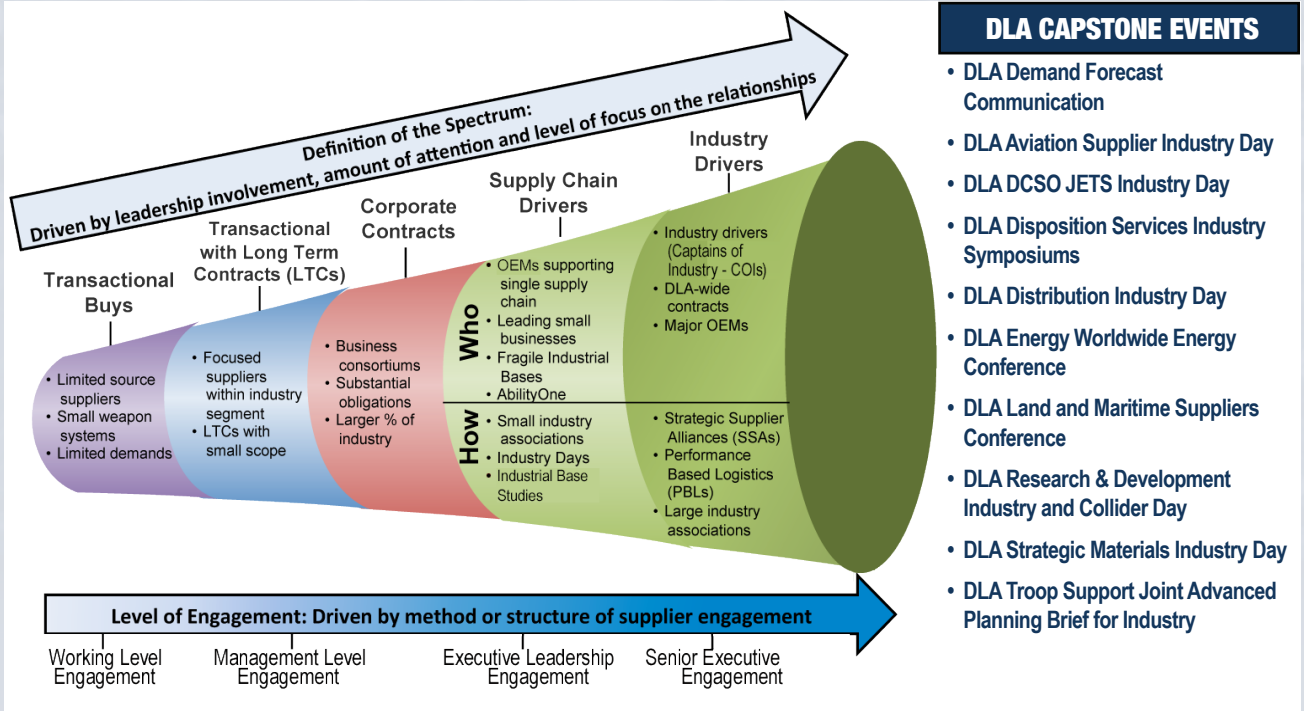 Definition of the Spectrum:
Driven by leadership involvement, amount of attention and level of focus on the relationships
Transactional
Buys
• Limited source
suppliers
• Small weapon
systems
• Limited demands
Transactional
with Long Term
Contracts (LTCs)
• Focused
suppliers
within industry
segment
• LTCs with
small scope
Corporate
Contracts
• Business
consortiums
• Substantial
obligations
• Larger % of
industry
Supply Chain
Drivers
Who
• OEMs supporting
single supply
chain
• Leading small
businesses
• Fragile Industrial
Bases
• AbilityOne
How
• Small industry
associations
• Industry Days
• Industrial Base
Studies
Industry
Drivers
• Industry drivers
(Captains of
Industry - COIs)
• DLA-wide
contracts
• Major OEMs
• Strategic Supplier
Alliances (SSAs)
• Performance
Based Logistics
(PBLs)
• Large industry
associations
Level of Engagement: Driven by method or structure of supplier engagement
Working Level
Engagement
Management Level
Engagement
Executive Leadership
Engagement
Senior Executive
Engagement
DLA CAPSTONE EVENTS
• DLA Demand Forecast
Communication
• DLA Aviation Supplier Industry Day
• DLA DCSO JETS Industry Day
• DLA Disposition Services Industry
Symposiums
• DLA Distribution Industry Day
• DLA Energy Worldwide Energy
Conference
• DLA Land and Maritime Suppliers
Conference
• DLA Research & Development
Industry and Collider Day
• DLA Strategic Materials Industry Day
• DLA Troop Support Joint Advanced
Planning Brief for Industry